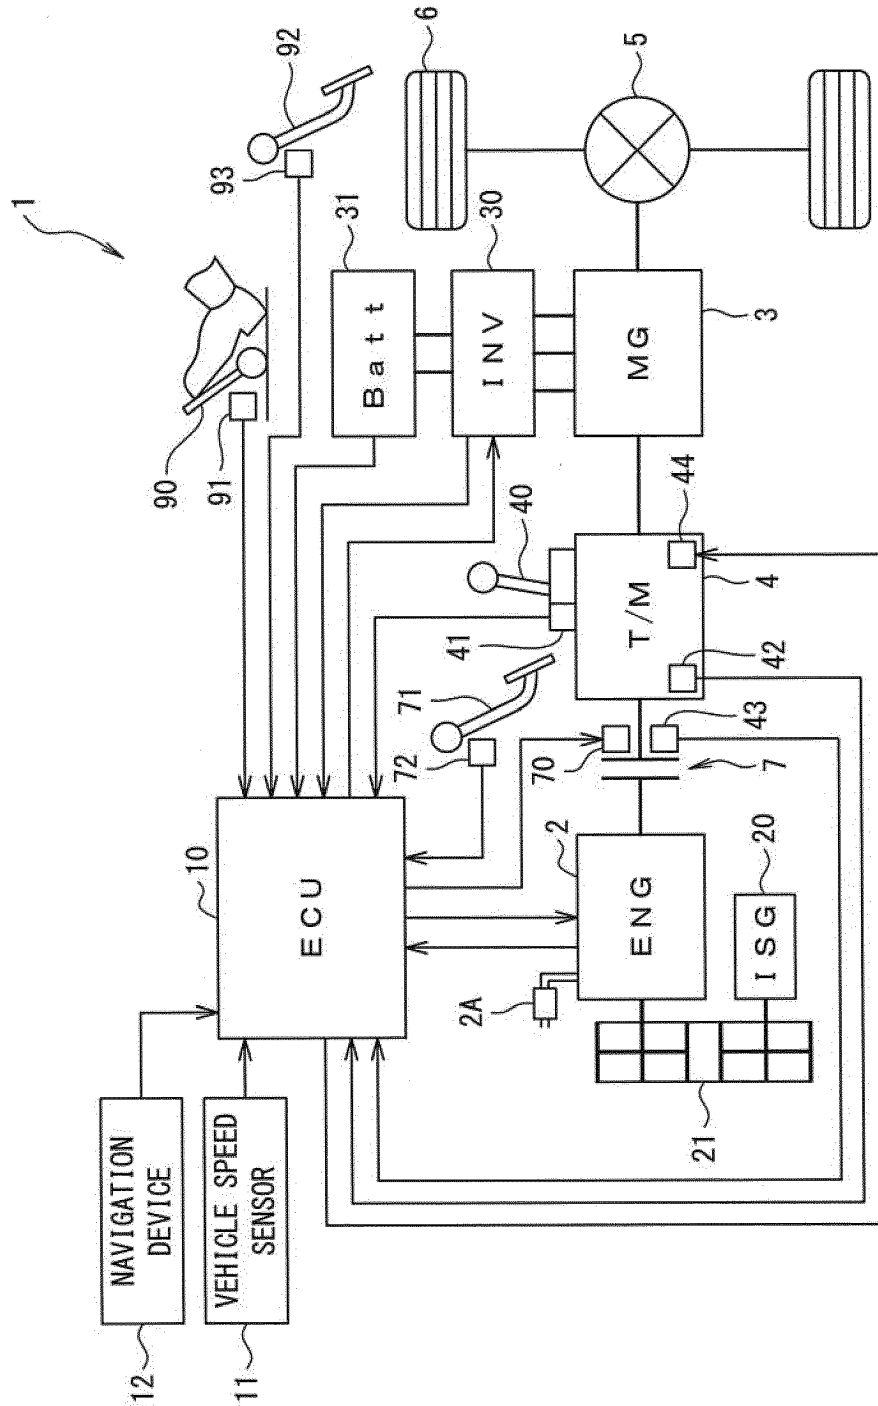 1
92
93
6
5
90
91
31
30
3
Batt
INV
MG
40
41
44
42
4
T/M
71
72
70
43
7
10
ECU
2
ENG
2A
20
ISG
21
NAVIGATION
DEVICE
12
VEHICLE SPEED
SENSOR
11